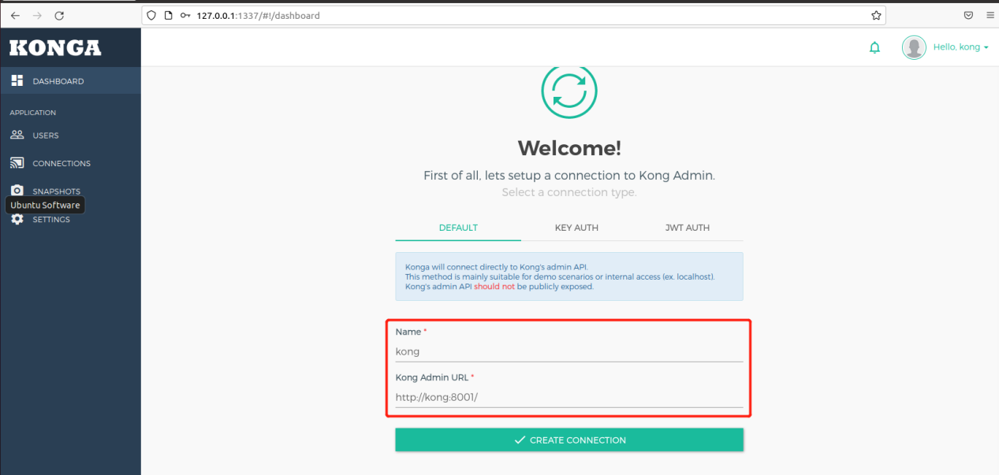 127.0.0.1:1337/#!/dashboard
KONGA
Hello, kong
DASHBOARD
APPLICATION
USERS
CONNECTIONS
SNAPSHOTS
Ubuntu Software
SETTINGS
Welcome!
First of all, lets setup a connection to Kong Admin.
Select a connection type.
DEFAULT KEY AUTH JWT AUTH
Konga will connect directly to Kong's admin API.
This method is mainly suitable for demo scenarios or internal access (ex. localhost).
Kong's admin API should not be publicly exposed.
Name *
kong
Kong Admin URL *
http://kong:8001/
CREATE CONNECTION